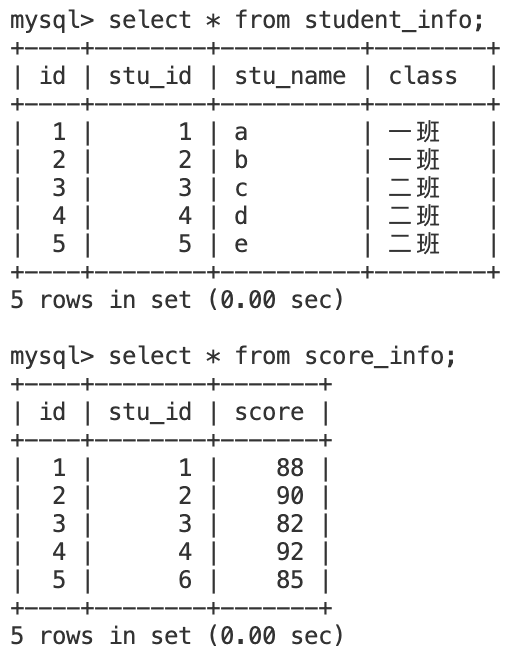 mysql> select * from student_info;
+----+--------+----------+--------+
| id | stu_id | stu_name | class  |
+----+--------+----------+--------+
|  1 |      1 | a        | 一班   |
|  2 |      2 | b        | 一班   |
|  3 |      3 | c        | 二班   |
|  4 |      4 | d        | 二班   |
|  5 |      5 | e        | 二班   |
+----+--------+----------+--------+
5 rows in set (0.00 sec)
mysql> select * from score_info;
+----+--------+-------+
| id | stu_id | score |
+----+--------+-------+
|  1 |      1 |    88 |
|  2 |      2 |    90 |
|  3 |      3 |    82 |
|  4 |      4 |    92 |
|  5 |      6 |    85 |
+----+--------+-------+
5 rows in set (0.00 sec)